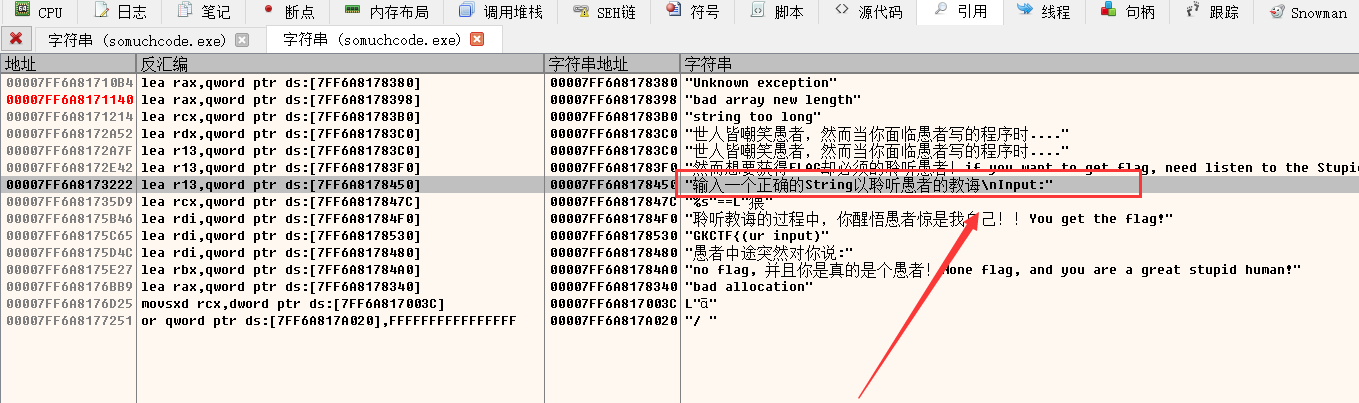 CPU 日志 笔记 断点 内存布局 调用堆栈 SEH链 符号 脚本 源代码 引用 线程 句柄 跟踪 Snowman
字符串 (somuchcode.exe) 字符串 (somuchcode.exe)
地址 反汇编 字符串地址 字符串
00007FF6A81710B4 lea rax,qword ptr ds:[7FF6A8178380] 00007FF6A8178380 "Unknown exception"
00007FF6A8171140 lea rax,qword ptr ds:[7FF6A8178398] 00007FF6A8178398 "bad array new length"
00007FF6A8171214 lea rcx,qword ptr ds:[7FF6A81783B0] 00007FF6A81783B0 "string too long"
00007FF6A8172A52 lea rdx,qword ptr ds:[7FF6A81783C0] 00007FF6A81783C0 "世人皆嘲笑愚者，然而当你面临愚者写的程序时...."
00007FF6A8172A7F lea r13,qword ptr ds:[7FF6A81783C0] 00007FF6A81783C0 "世人皆嘲笑愚者，然而当你面临愚者写的程序时...."
00007FF6A8172E42 lea r13,qword ptr ds:[7FF6A81783F0] 00007FF6A81783F0 "然而想要获得FLAG却必须的聆听愚者！if you want to get flag, need listen to the Stupid
00007FF6A8173222 lea r13,qword ptr ds:[7FF6A8178450] 00007FF6A8178450 "输入一个正确的String以聆听愚者的教诲\nInput:"
00007FF6A81735D9 lea rcx,qword ptr ds:[7FF6A817847C] 00007FF6A817847C "%s"==L"猥"
00007FF6A8175B46 lea rdi,qword ptr ds:[7FF6A81784F0] 00007FF6A81784F0 "聆听教诲的过程中，你醒悟愚者惊是我自己！！You get the flag!"
00007FF6A8175C65 lea rdi,qword ptr ds:[7FF6A8178530] 00007FF6A8178530 "GKCTF{(ur input)"
00007FF6A8175D4C lea rdi,qword ptr ds:[7FF6A8178480] 00007FF6A8178480 "愚者中途突然对你说:"
00007FF6A8175E27 lea rbx,qword ptr ds:[7FF6A81784A0] 00007FF6A81784A0 "no flag, 并且你是真的是个愚者！Hone flag, and you are a great stupid human!"
00007FF6A8176BB9 lea rax,qword ptr ds:[7FF6A8178340] 00007FF6A8178340 "bad allocation"
00007FF6A8176D25 movsxd rcx,dword ptr ds:[7FF6A817003C] 00007FF6A817003C
00007FF6A8177251 or qword ptr ds:[7FF6A817A020],FFFFFFFFFFFFFFFF 00007FF6A817A020 "/ "